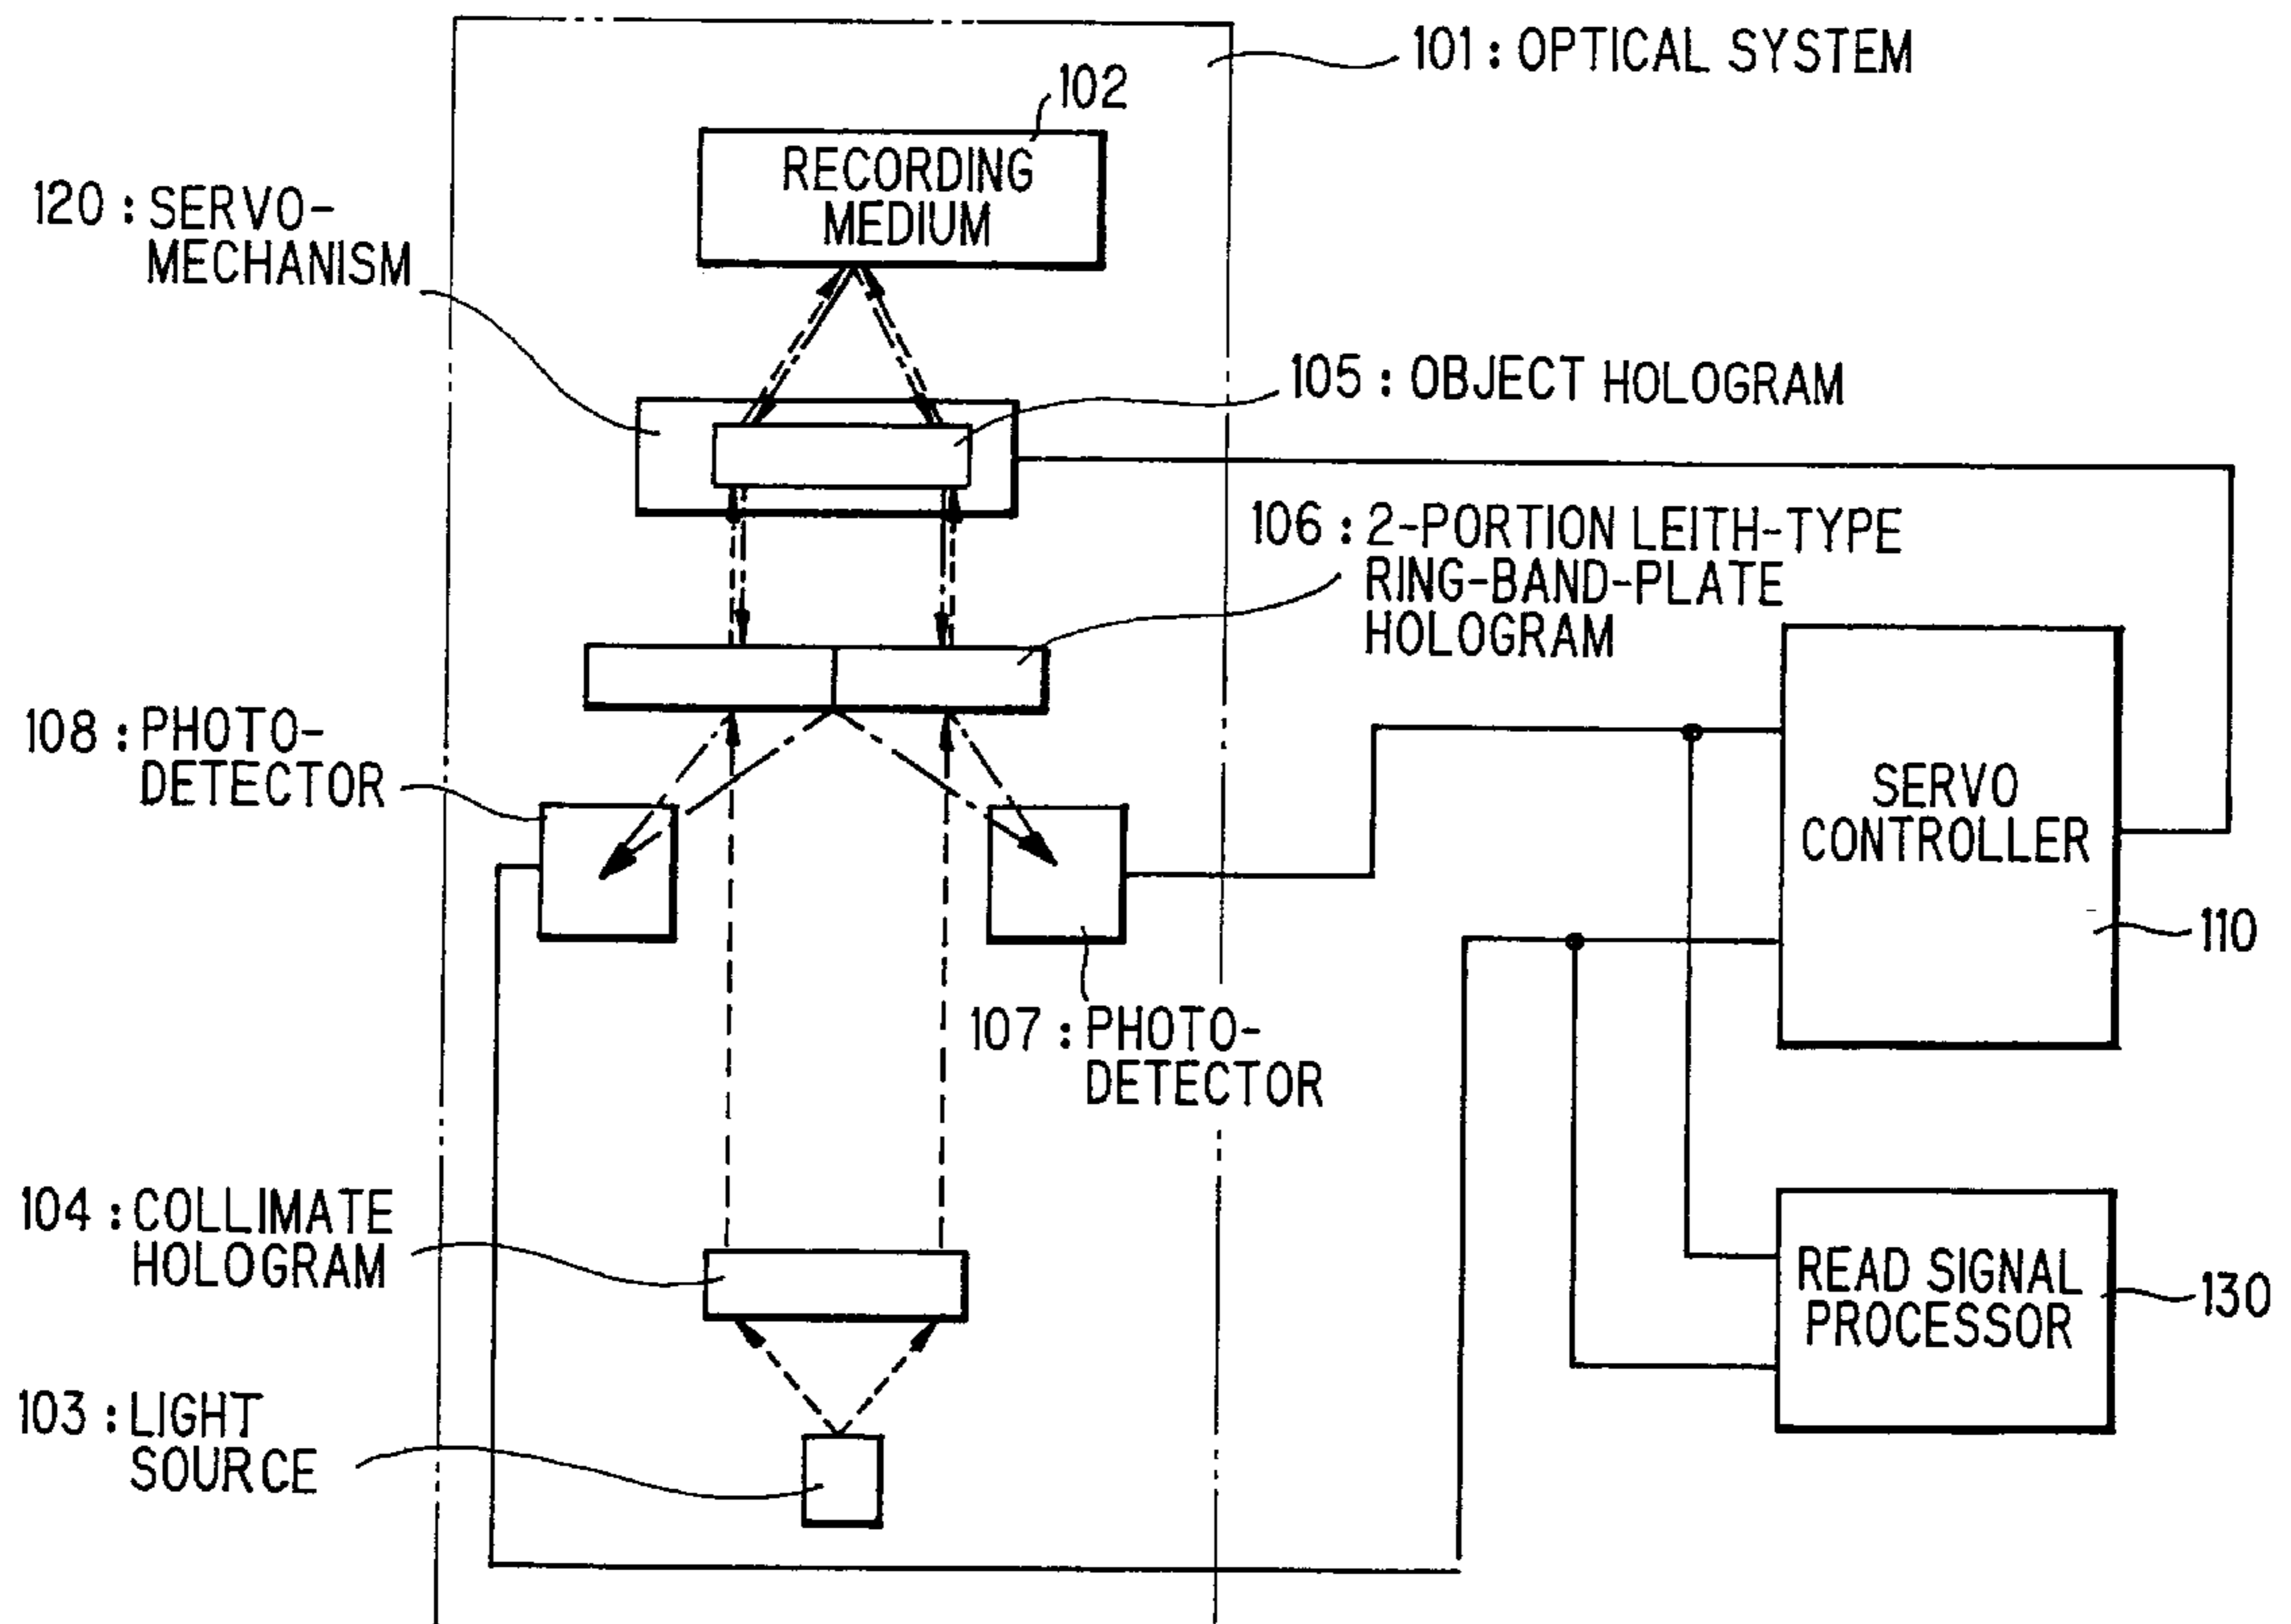 101 : OPTICAL SYSTEM
102
RECORDING
MEDIUM
120 : SERVO-
MECHANISM
105 : OBJECT HOLOGRAM
106 : 2-PORTION LEITH-TYPE
RING-BAND-PLATE
HOLOGRAM
108 : PHOTO-
DETECTOR
SERVO
CONTROLLER
110
107 : PHOTO-
DETECTOR
104 : COLLIMATE
HOLOGRAM
READ SIGNAL
PROCESSOR
130
103 : LIGHT
SOURCE